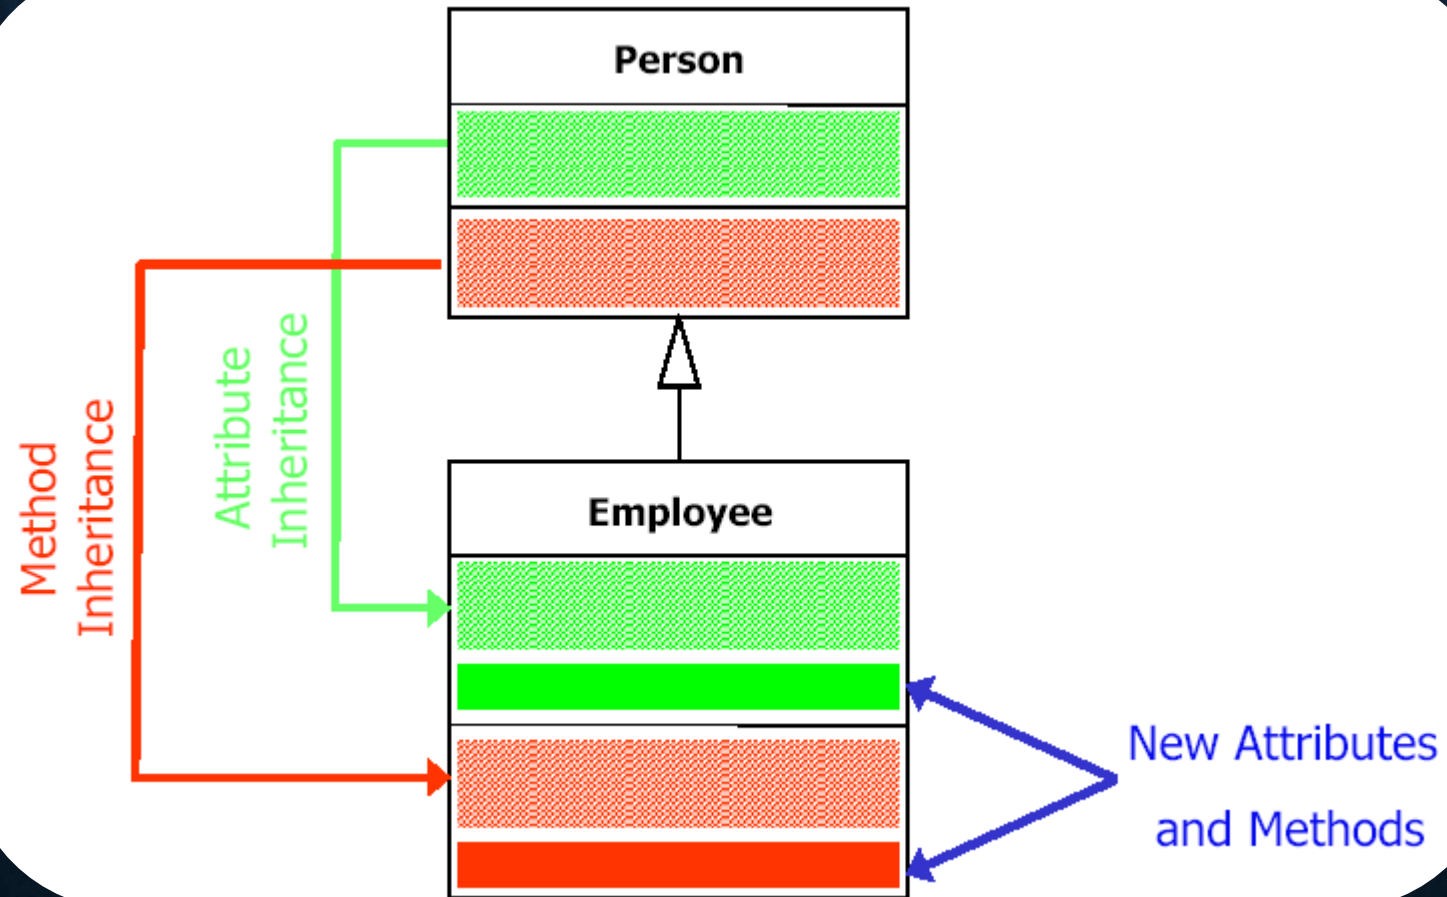 Person
Attribute
Inheritance
Method
Inheritance
Employee
New Attributes
and Methods